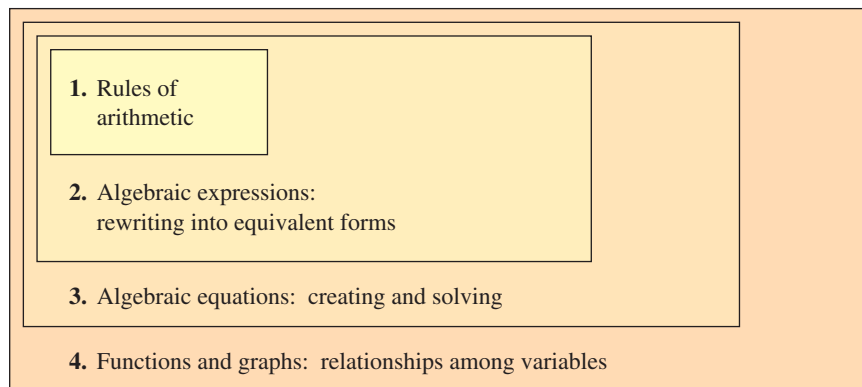 1. Rules of
arithmetic
2. Algebraic expressions:
rewriting into equivalent forms
3. Algebraic equations: creating and solving
4. Functions and graphs: relationships among variables